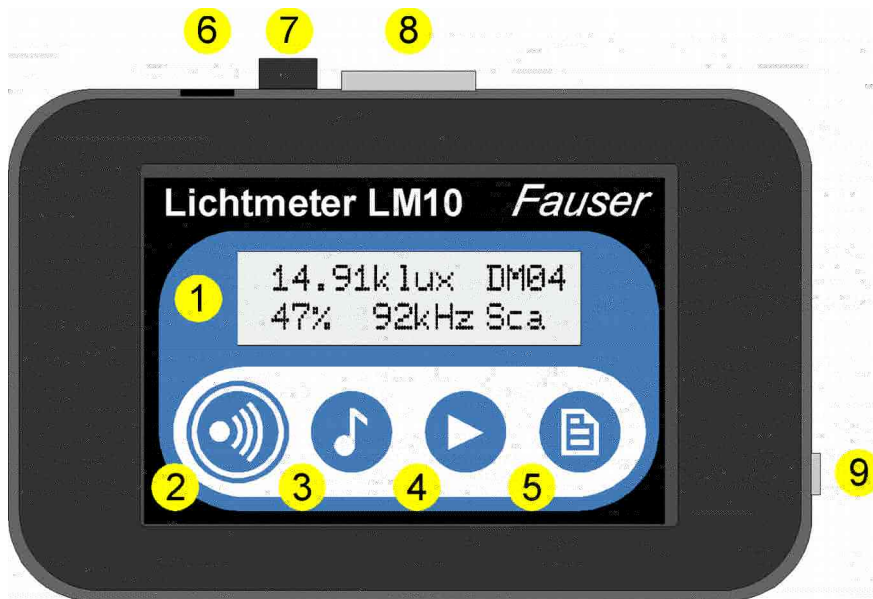 6 7 8
Lichtmeter LM10 Fauser
1
14.91klux DM04
47% 92kHz Sca
2 3 4 5
9